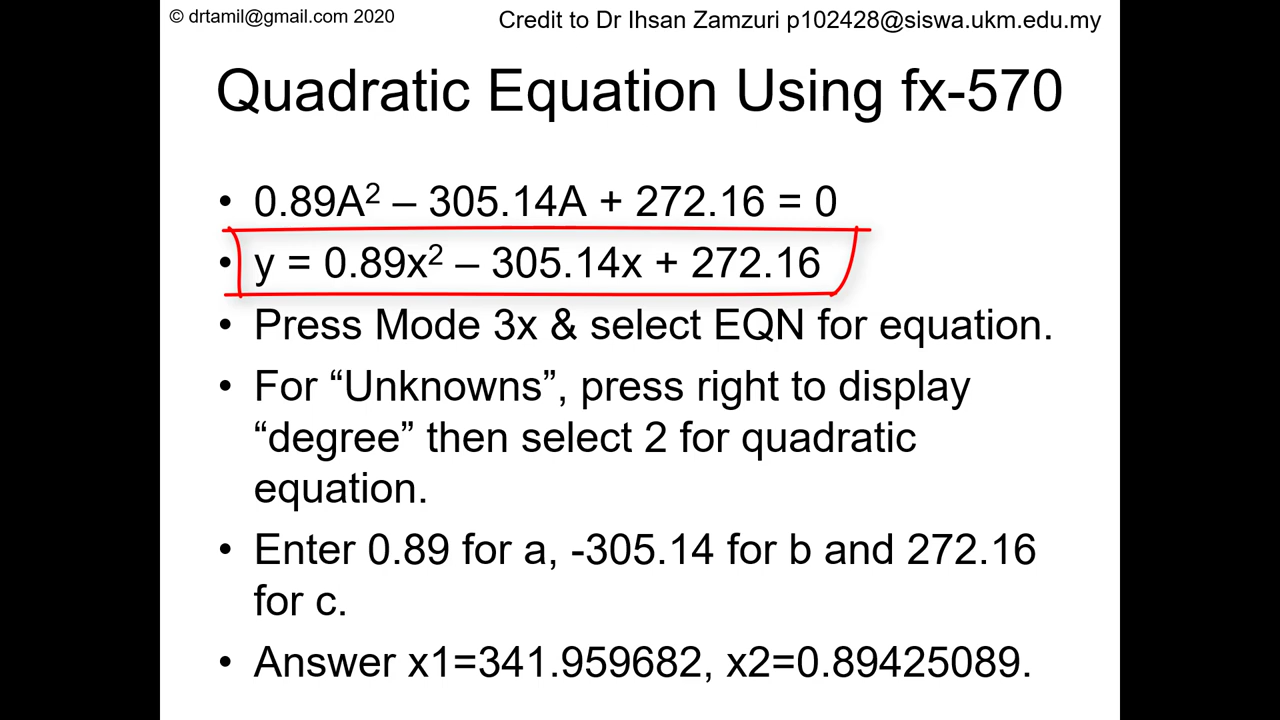 © drtamil@gmail.com 2020
Credit to Dr Ihsan Zamzuri p102428@siswa.ukm.edu.my
Quadratic Equation Using fx-570
• 0.89A² – 305.14A + 272.16 = 0
• y = 0.89x² – 305.14x + 272.16
• Press Mode 3x & select EQN for equation.
• For “Unknowns”, press right to display
“degree” then select 2 for quadratic
equation.
• Enter 0.89 for a, -305.14 for b and 272.16
for c.
• Answer x1=341.959682, x2=0.89425089.